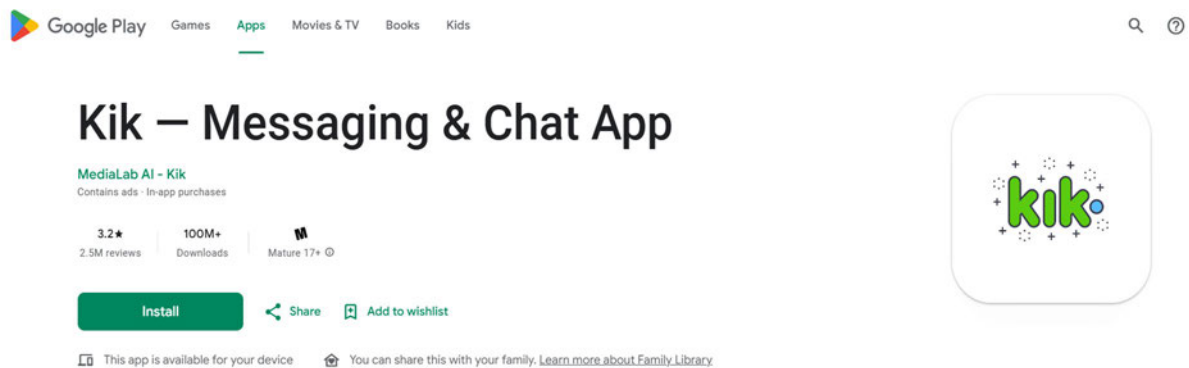 Google Play Games Apps Movies & TV Books Kids
Kik — Messaging & Chat App
MediaLab AI - Kik
Contains ads · In-app purchases
3.2★ 100M+ M
2.5M reviews Downloads Mature 17+
kik
Install Share Add to wishlist
This app is available for your device You can share this with your family. Learn more about Family Library